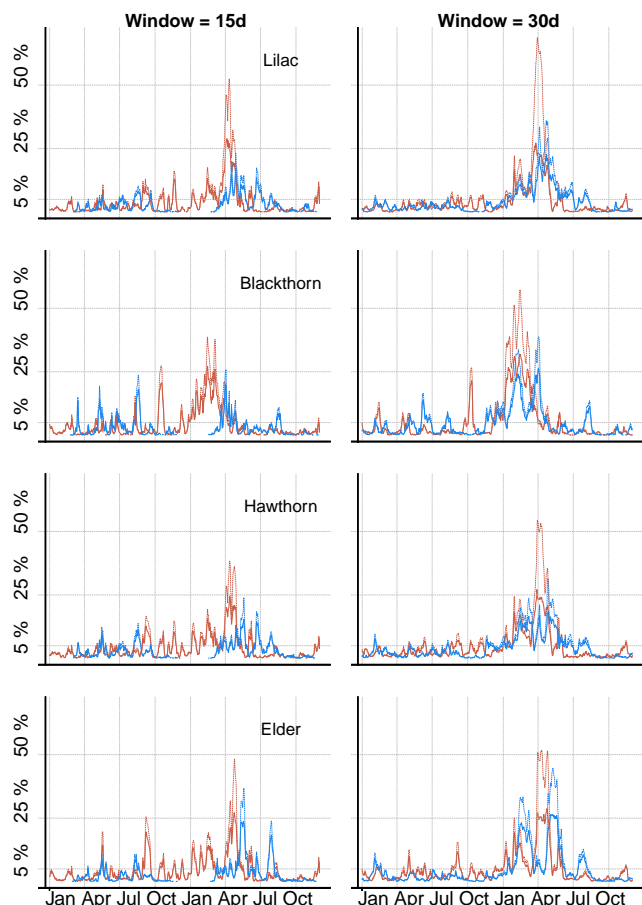 Window = 15d
Window = 30d
Lilac
50 %
25 %
5 %
Blackthorn
50 %
25 %
5 %
Hawthorn
50 %
25 %
5 %
Elder
50 %
25 %
5 %
Jan Apr Jul Oct Jan Apr Jul Oct
Jan Apr Jul Oct Jan Apr Jul Oct